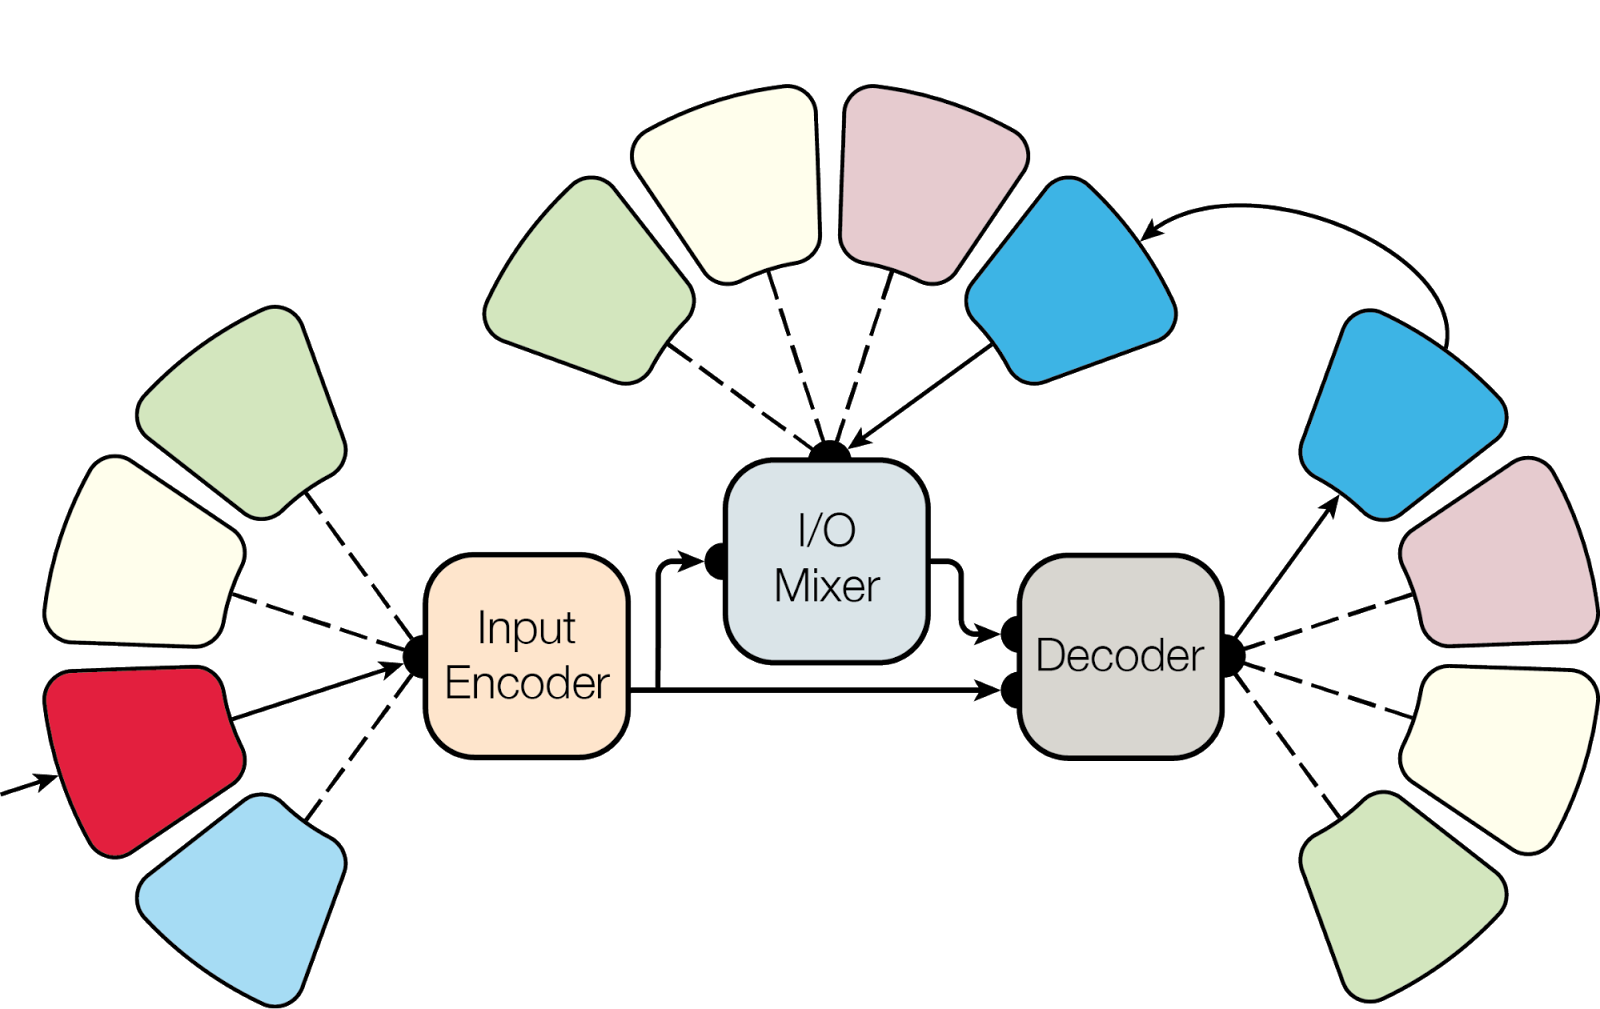 Input
Encoder
I/O
Mixer
Decoder